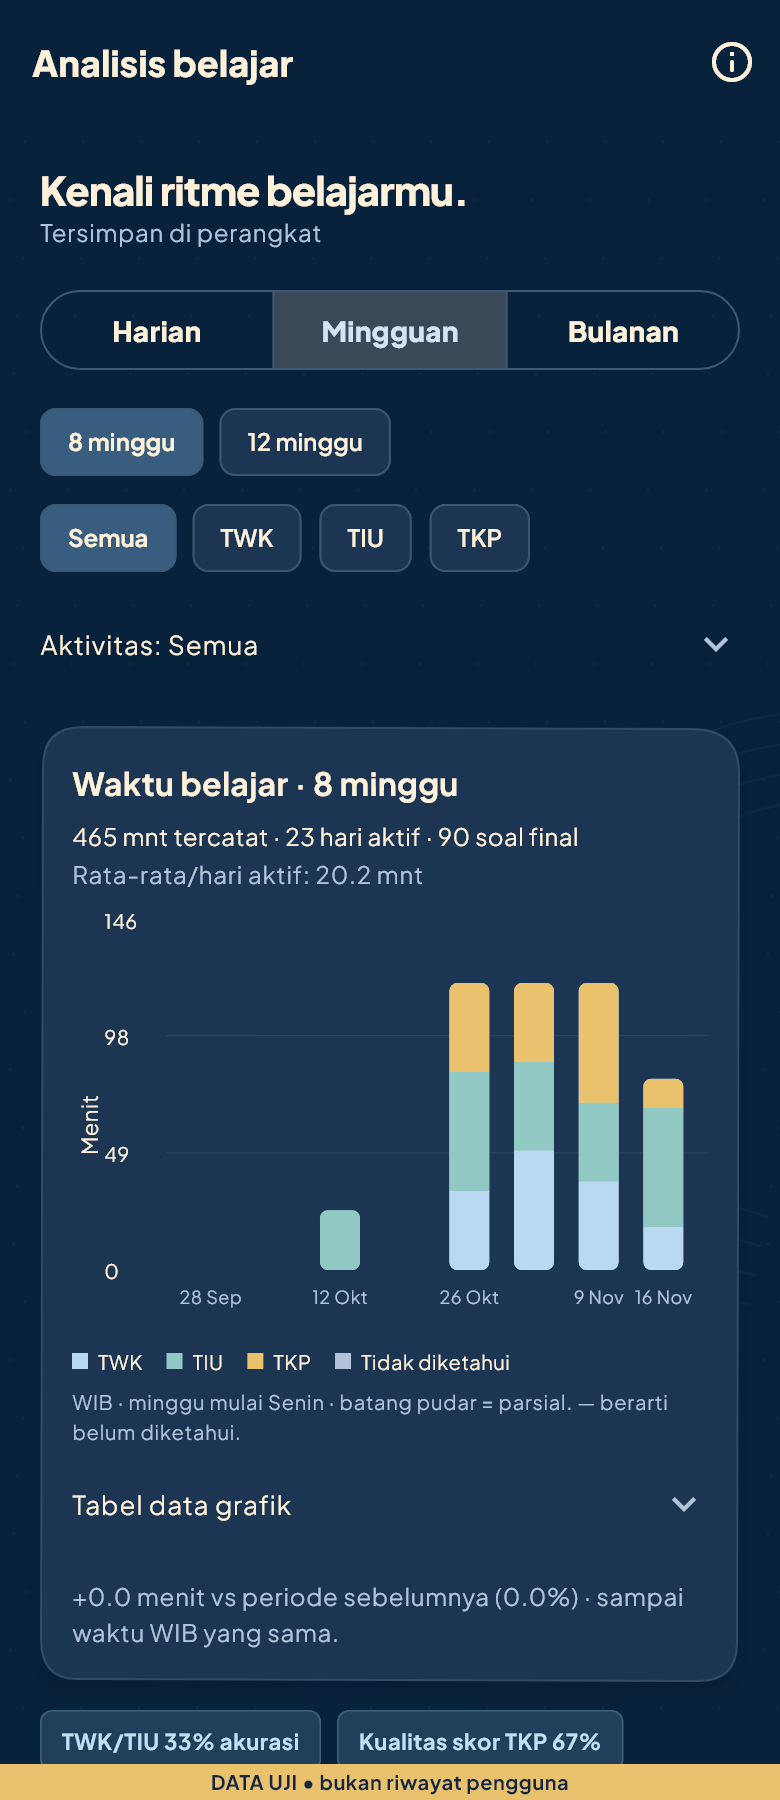 Analisis belajar
Kenali ritme belajarmu.
Tersimpan di perangkat
Harian Mingguan Bulanan
8 minggu 12 minggu
Semua TWK TIU TKP
Aktivitas: Semua
Waktu belajar · 8 minggu
465 mnt tercatat · 23 hari aktif · 90 soal final
Rata-rata/hari aktif: 20.2 mnt
146
98
Menit
49
0
28 Sep 12 Okt 26 Okt 9 Nov 16 Nov
TWK TIU TKP Tidak diketahui
WIB · minggu mulai Senin · batang pudar = parsial. — berarti
belum diketahui.
Tabel data grafik
+0.0 menit vs periode sebelumnya (0.0%) · sampai
waktu WIB yang sama.
TWK/TIU 33% akurasi Kualitas skor TKP 67%
DATA UJI • bukan riwayat pengguna